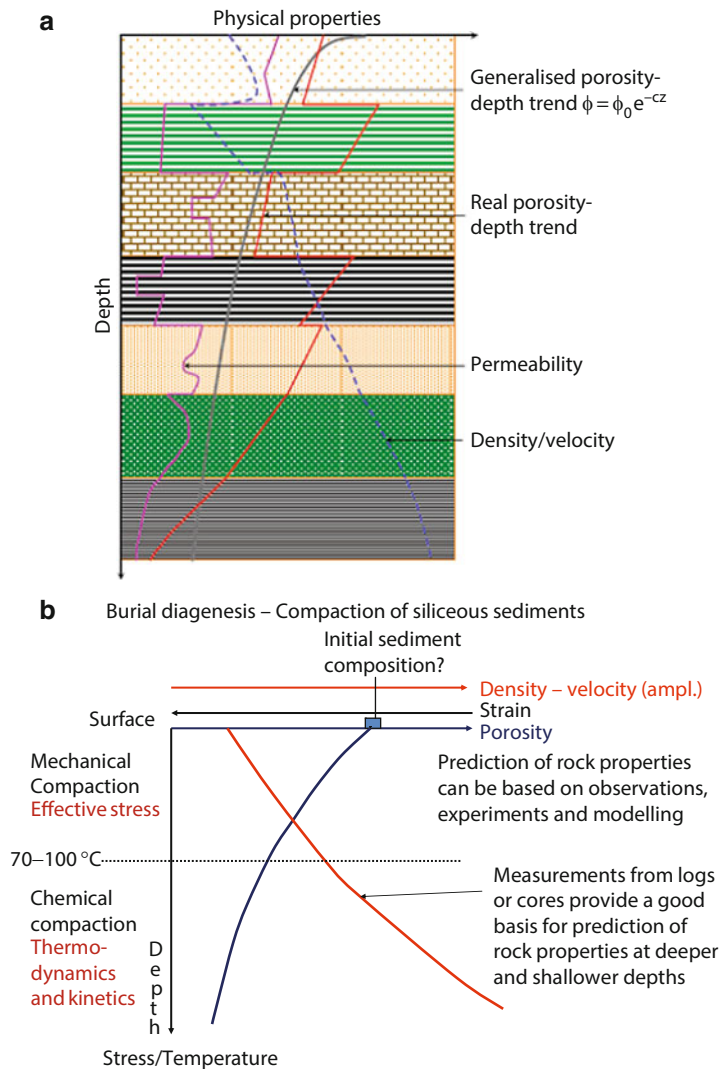 a
Physical properties
Generalised porosity-
depth trend ϕ = ϕ₀e⁻ᶜᶻ
Real porosity-
depth trend
Depth
Permeability
Density/velocity
b
Burial diagenesis – Compaction of siliceous sediments
Initial sediment
composition?
Density – velocity (ampl.)
Strain
Surface
Porosity
Mechanical
Compaction
Effective stress
Prediction of rock properties
can be based on observations,
experiments and modelling
70–100 °C
Chemical
compaction
Thermo-
dynamics
and kinetics
Depth
Measurements from logs
or cores provide a good
basis for prediction of
rock properties at deeper
and shallower depths
Stress/Temperature